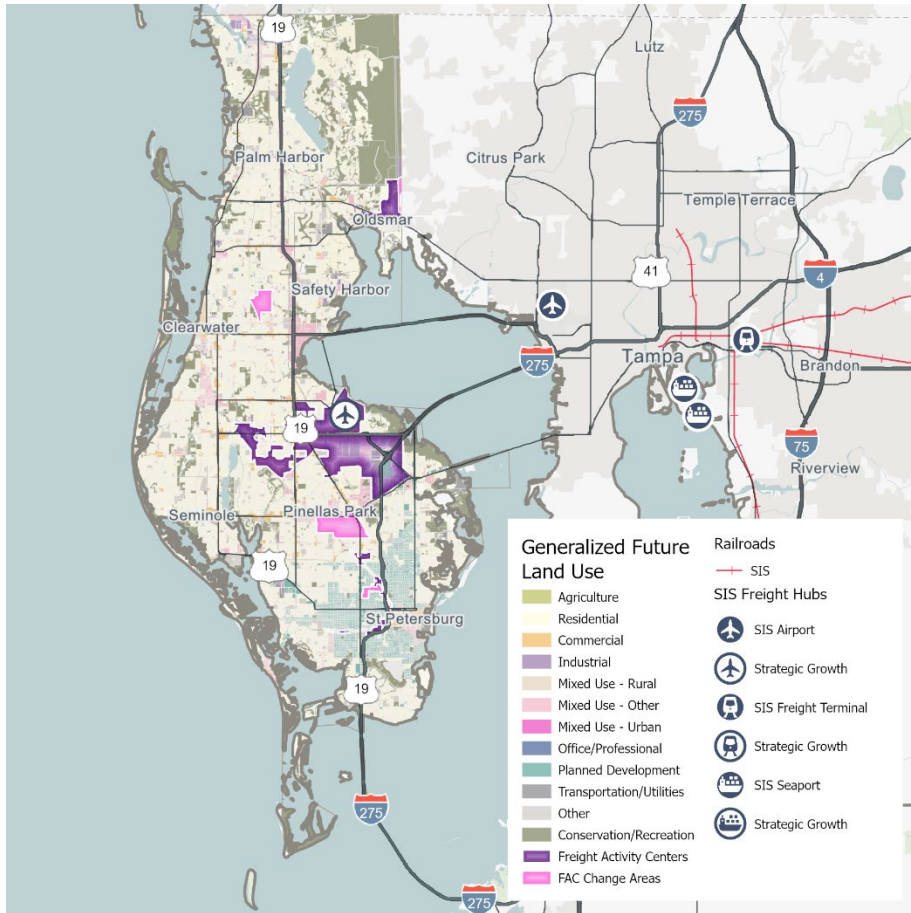 19
Lutz
275
Palm Harbor
Citrus Park
Temple Terrace
Oldsmar
41
4
Safety Harbor
Clearwater
275
Tampa
Brandon
19
75
Riverview
Seminole
Pinellas Park
19
St Petersburg
19
275
275
Generalized Future
Land Use
Agriculture
Residential
Commercial
Industrial
Mixed Use - Rural
Mixed Use - Other
Mixed Use - Urban
Office/Professional
Planned Development
Transportation/Utilities
Other
Conservation/Recreation
Freight Activity Centers
FAC Change Areas
Railroads
SIS
SIS Freight Hubs
SIS Airport
Strategic Growth
SIS Freight Terminal
Strategic Growth
SIS Seaport
Strategic Growth